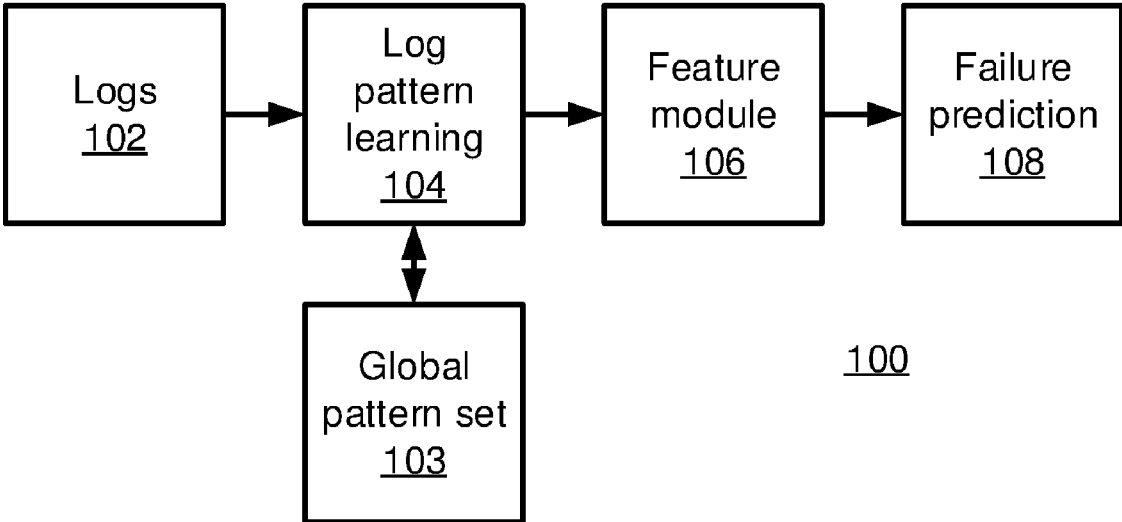 Logs
102
Log
pattern
learning
104
Feature
module
106
Failure
prediction
108
Global
pattern set
103
100